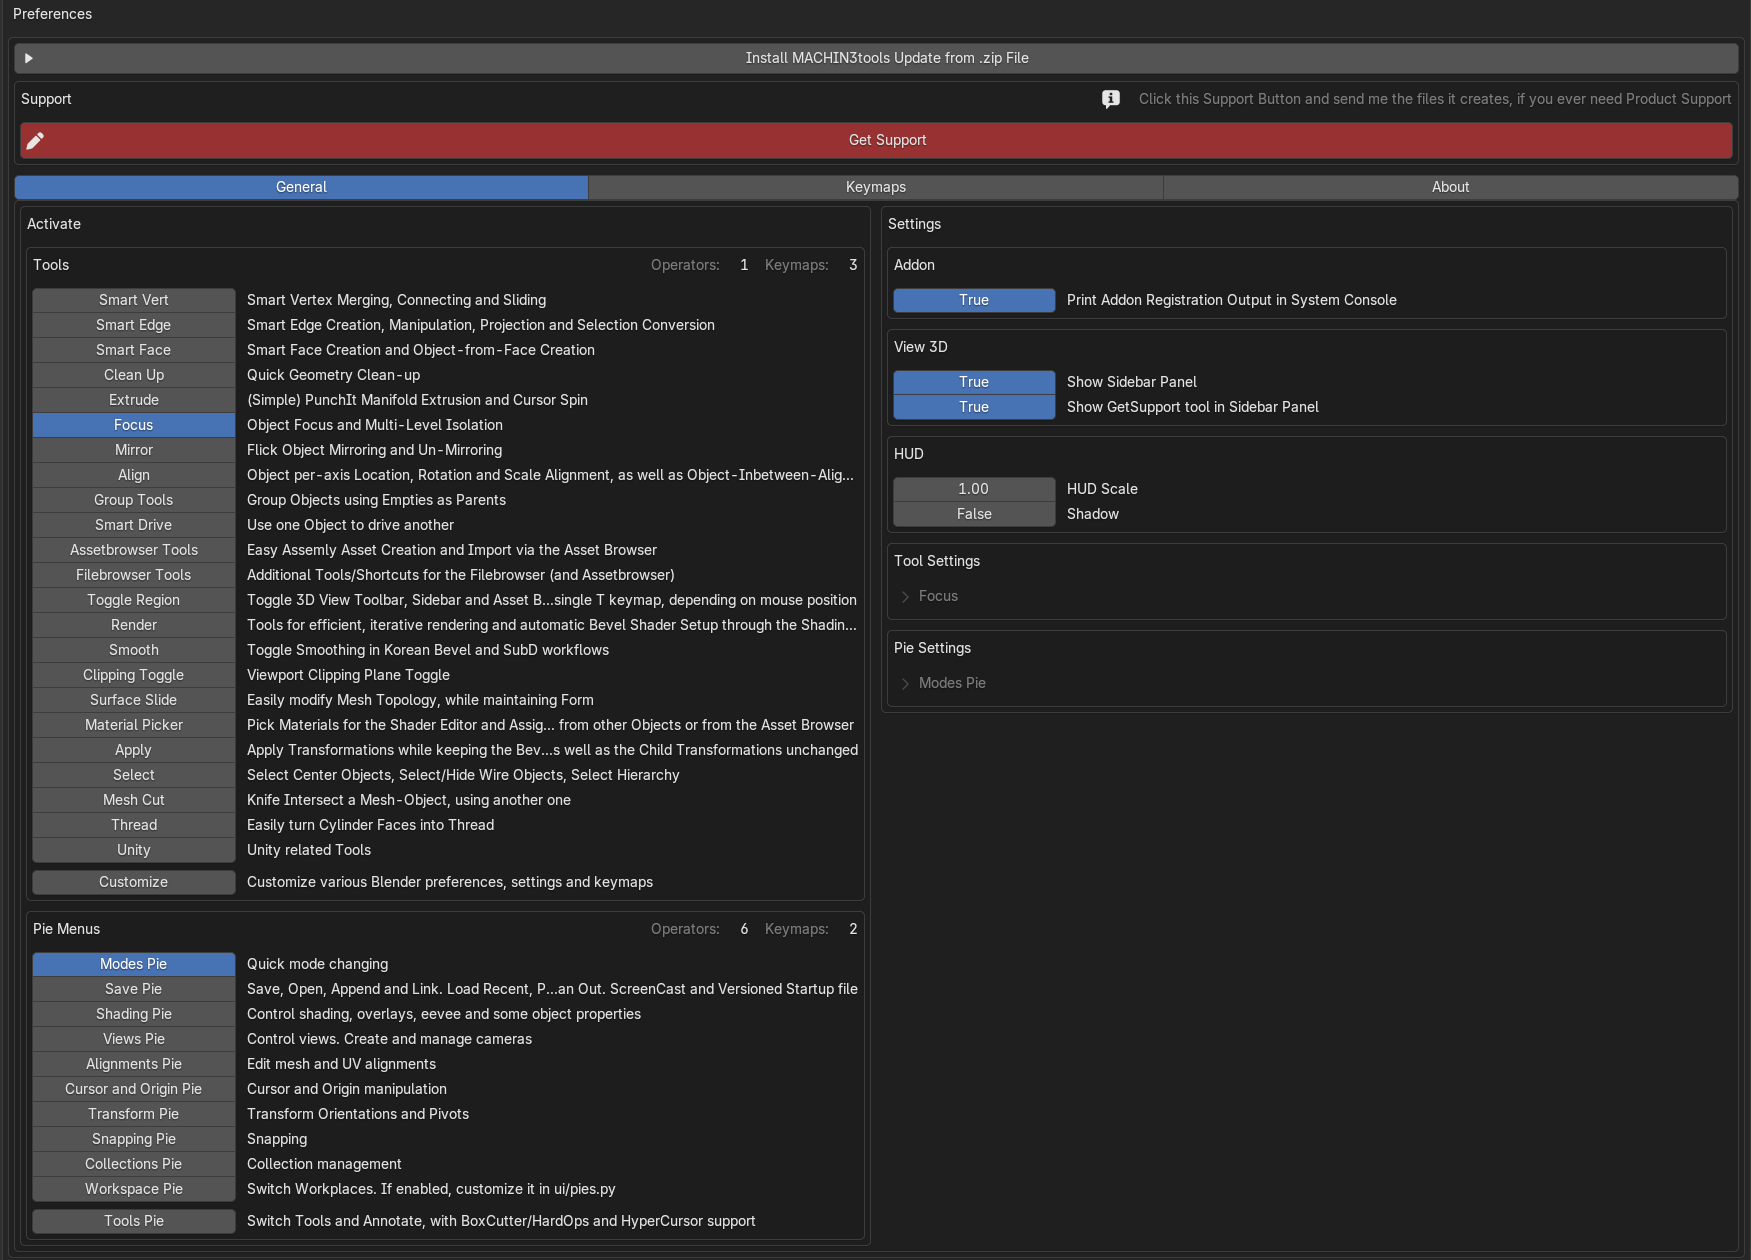 Preferences
Install MACHIN3tools Update from .zip File
Support
Click this Support Button and send me the files it creates, if you ever need Product Support
Get Support
General Keymaps About
Activate
Tools Operators: 1 Keymaps: 3
Smart Vert Smart Vertex Merging, Connecting and Sliding
Smart Edge Smart Edge Creation, Manipulation, Projection and Selection Conversion
Smart Face Smart Face Creation and Object-from-Face Creation
Clean Up Quick Geometry Clean-up
Extrude (Simple) PunchIt Manifold Extrusion and Cursor Spin
Focus Object Focus and Multi-Level Isolation
Mirror Flick Object Mirroring and Un-Mirroring
Align Object per-axis Location, Rotation and Scale Alignment, as well as Object-Inbetween-Alig...
Group Tools Group Objects using Empties as Parents
Smart Drive Use one Object to drive another
Assetbrowser Tools Easy Assemly Asset Creation and Import via the Asset Browser
Filebrowser Tools Additional Tools/Shortcuts for the Filebrowser (and Assetbrowser)
Toggle Region Toggle 3D View Toolbar, Sidebar and Asset B...single T keymap, depending on mouse position
Render Tools for efficient, iterative rendering and automatic Bevel Shader Setup through the Shadin...
Smooth Toggle Smoothing in Korean Bevel and SubD workflows
Clipping Toggle Viewport Clipping Plane Toggle
Surface Slide Easily modify Mesh Topology, while maintaining Form
Material Picker Pick Materials for the Shader Editor and Assig... from other Objects or from the Asset Browser
Apply Apply Transformations while keeping the Bev...s well as the Child Transformations unchanged
Select Select Center Objects, Select/Hide Wire Objects, Select Hierarchy
Mesh Cut Knife Intersect a Mesh-Object, using another one
Thread Easily turn Cylinder Faces into Thread
Unity Unity related Tools
Customize Customize various Blender preferences, settings and keymaps
Pie Menus Operators: 6 Keymaps: 2
Modes Pie Quick mode changing
Save Pie Save, Open, Append and Link. Load Recent, P...an Out. ScreenCast and Versioned Startup file
Shading Pie Control shading, overlays, eevee and some object properties
Views Pie Control views. Create and manage cameras
Alignments Pie Edit mesh and UV alignments
Cursor and Origin Pie Cursor and Origin manipulation
Transform Pie Transform Orientations and Pivots
Snapping Pie Snapping
Collections Pie Collection management
Workspace Pie Switch Workplaces. If enabled, customize it in ui/pies.py
Tools Pie Switch Tools and Annotate, with BoxCutter/HardOps and HyperCursor support
Settings
Addon
True Print Addon Registration Output in System Console
View 3D
True Show Sidebar Panel
True Show GetSupport tool in Sidebar Panel
HUD
1.00 HUD Scale
False Shadow
Tool Settings
Focus
Pie Settings
Modes Pie